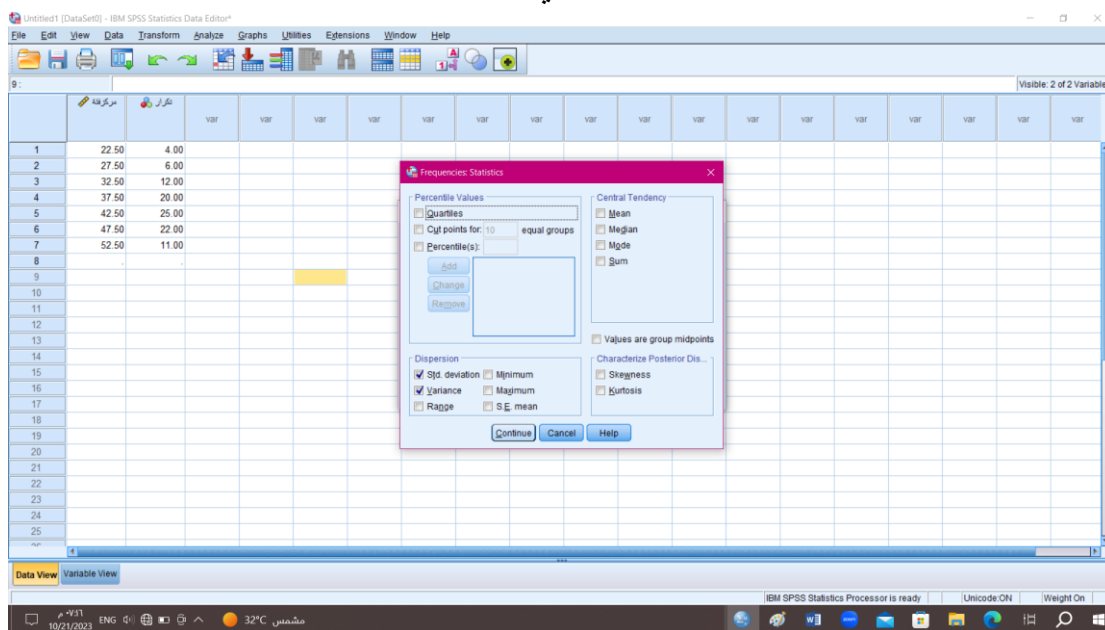 Untitled1 [DataSet0] - IBM SPSS Statistics Data Editor*
File Edit View Data Transform Analyze Graphs Utilities Extensions Window Help
9 :
Visible: 2 of 2 Variable
مركزفئة تكرار var var var var var var var var var var var var var var var var var
1 22.50 4.00
2 27.50 6.00
3 32.50 12.00
4 37.50 20.00
5 42.50 25.00
6 47.50 22.00
7 52.50 11.00
8 . .
9
10
11
12
13
14
15
16
17
18
19
20
21
22
23
24
25
Frequencies: Statistics
Percentile Values
Quartiles
Cut points for: 10 equal groups
Percentile(s):
Add
Change
Remove
Central Tendency
Mean
Median
Mode
Sum
Values are group midpoints
Dispersion
Std. deviation Minimum
Variance Maximum
Range S.E. mean
Characterize Posterior Dis...
Skewness
Kurtosis
Continue Cancel Help
Data View Variable View
IBM SPSS Statistics Processor is ready Unicode:ON Weight On
٠٧:٣٦ م
10/21/2023
ENG
32°C مشمس